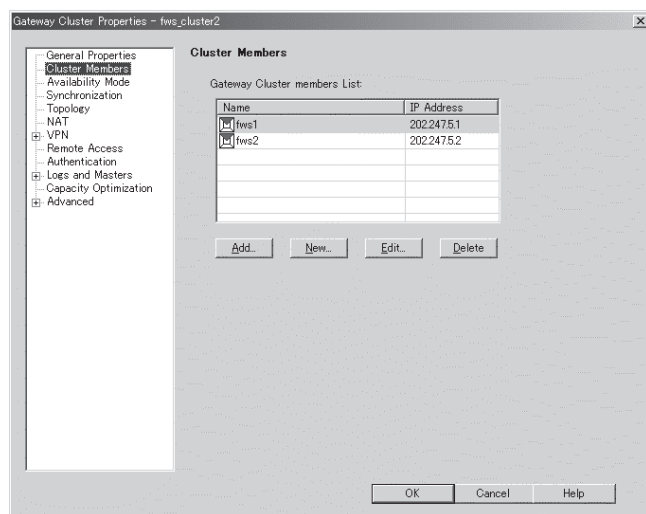 Gateway Cluster Properties - fws_cluster2
General Properties
Cluster Members
Availability Mode
Synchronization
Topology
NAT
VPN
Remote Access
Authentication
Logs and Masters
Capacity Optimization
Advanced
Cluster Members
Gateway Cluster members List:
Name IP Address
fws1 202.247.5.1
fws2 202.247.5.2
Add... New... Edit... Delete
OK Cancel Help